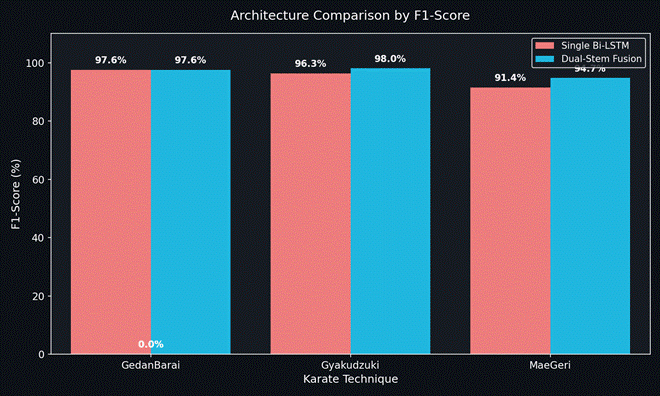 Architecture Comparison by F1-Score
Single Bi-LSTM
Dual-Stem Fusion
97.6%
97.6%
96.3%
98.0%
91.4%
94.7%
F1-Score (%)
100
80
60
40
20
0
0.0%
GedanBarai
Gyakudzuki
MaeGeri
Karate Technique